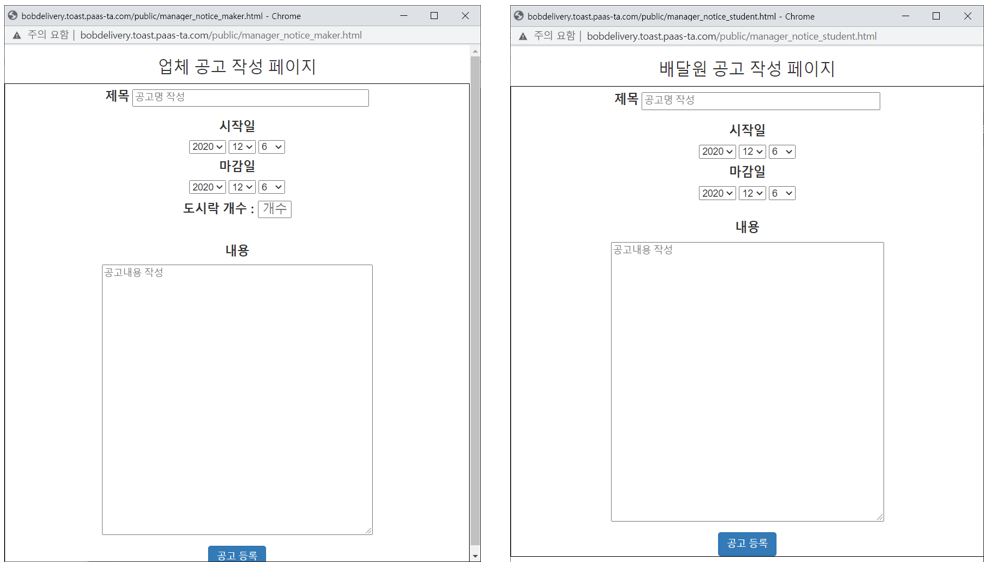 bobdelivery.toast.paas-ta.com/public/manager_notice_maker.html - Chrome
주의 요함 | bobdelivery.toast.paas-ta.com/public/manager_notice_maker.html
업체 공고 작성 페이지
제목 공고명 작성
시작일
2020 12 6
마감일
2020 12 6
도시락 개수 : 개수
내용
공고내용 작성
공고 등록
bobdelivery.toast.paas-ta.com/public/manager_notice_student.html - Chrome
주의 요함 | bobdelivery.toast.paas-ta.com/public/manager_notice_student.html
배달원 공고 작성 페이지
제목 공고명 작성
시작일
2020 12 6
마감일
2020 12 6
내용
공고내용 작성
공고 등록